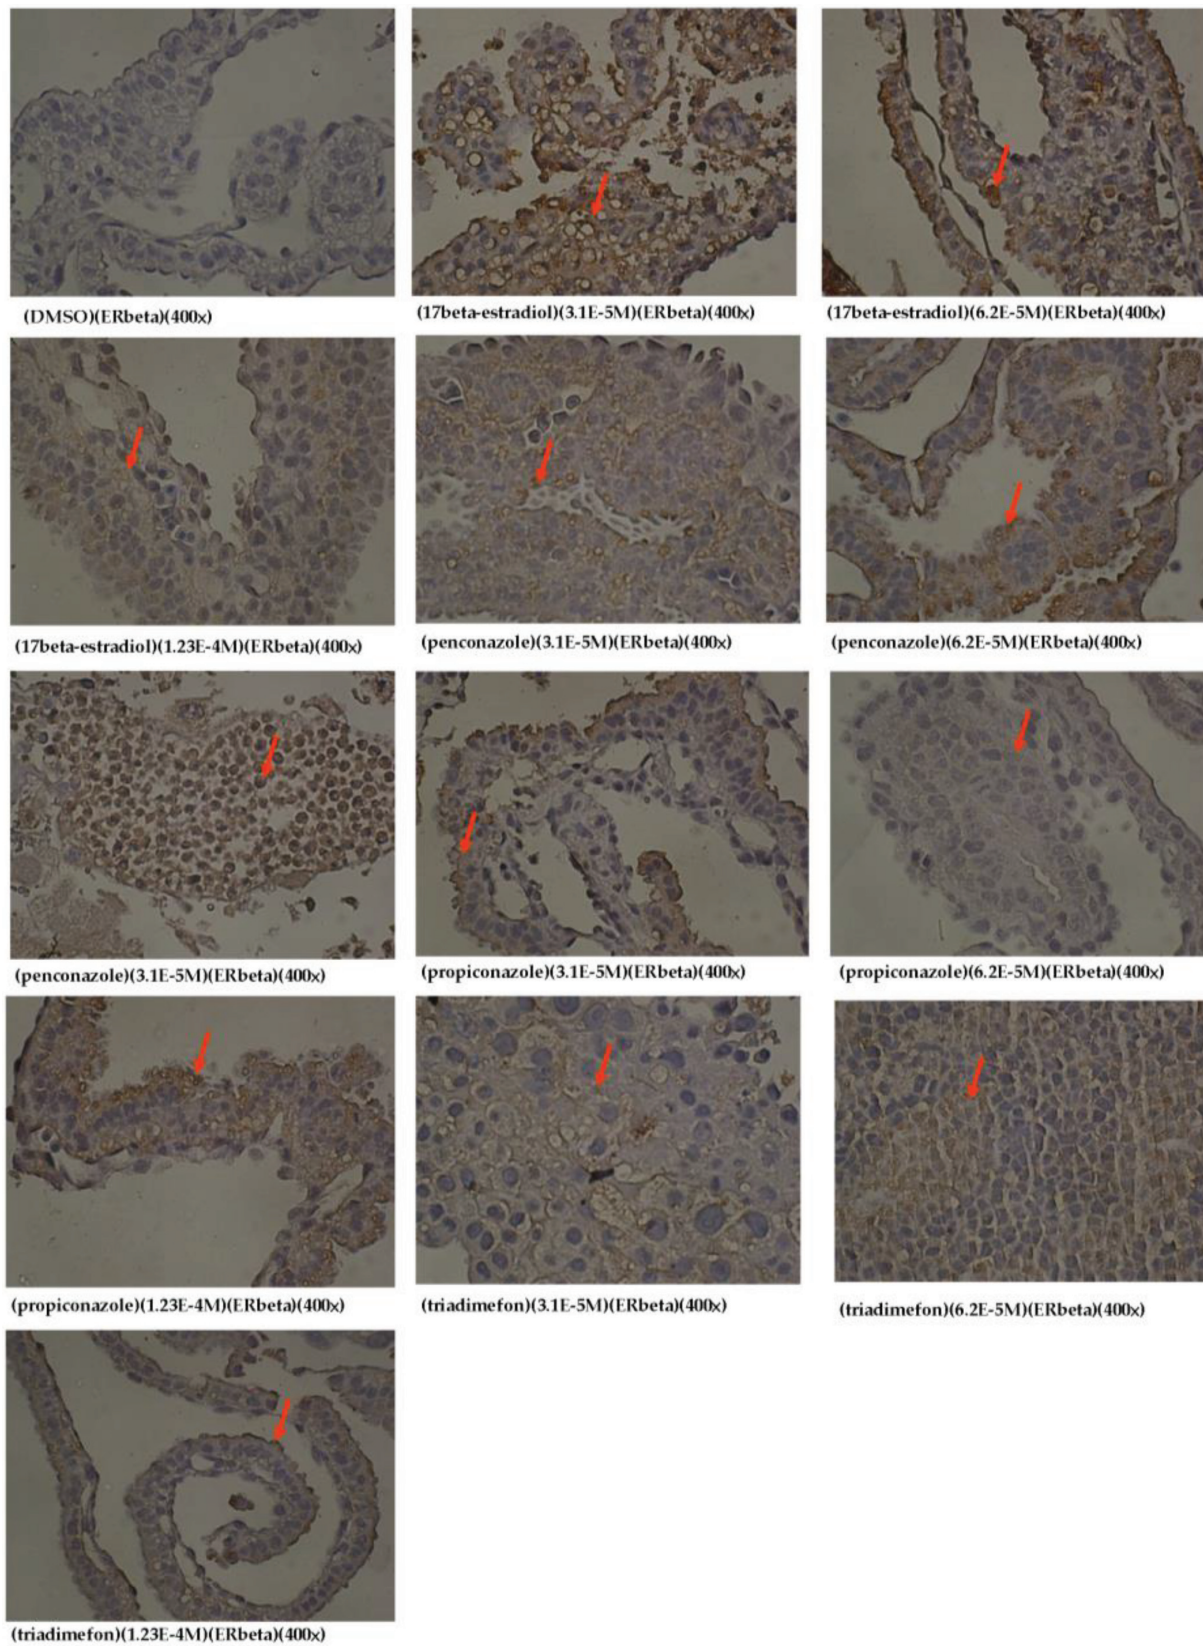 (DMSO)(ERbeta)(400x)
(17beta-estradiol)(3.1E-5M)(ERbeta)(400x)
(17beta-estradiol)(6.2E-5M)(ERbeta)(400x)
(17beta-estradiol)(1.23E-4M)(ERbeta)(400x)
(penconazole)(3.1E-5M)(ERbeta)(400x)
(penconazole)(6.2E-5M)(ERbeta)(400x)
(penconazole)(3.1E-5M)(ERbeta)(400x)
(propiconazole)(3.1E-5M)(ERbeta)(400x)
(propiconazole)(6.2E-5M)(ERbeta)(400x)
(propiconazole)(1.23E-4M)(ERbeta)(400x)
(triadimefon)(3.1E-5M)(ERbeta)(400x)
(triadimefon)(6.2E-5M)(ERbeta)(400x)
(triadimefon)(1.23E-4M)(ERbeta)(400x)